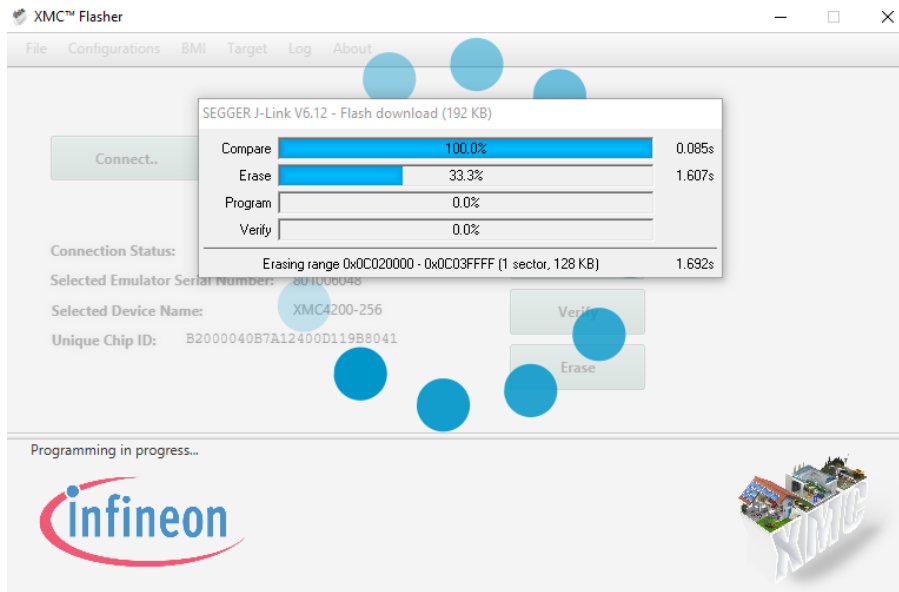 XMC™ Flasher
File Configurations BMI Target Log About
SEGGER J-Link V6.12 - Flash download (192 KB)
Compare 100.0% 0.085s
Erase 33.3% 1.607s
Program 0.0%
Verify 0.0%
Erasing range 0x0C020000 - 0x0C03FFFF (1 sector, 128 KB) 1.692s
Connect..
Connection Status:
Selected Emulator Serial Number: 801006048
Selected Device Name: XMC4200-256
Verify
Unique Chip ID: B2000040B7A12400D119B8041
Erase
Programming in progress...
infineon
XMC